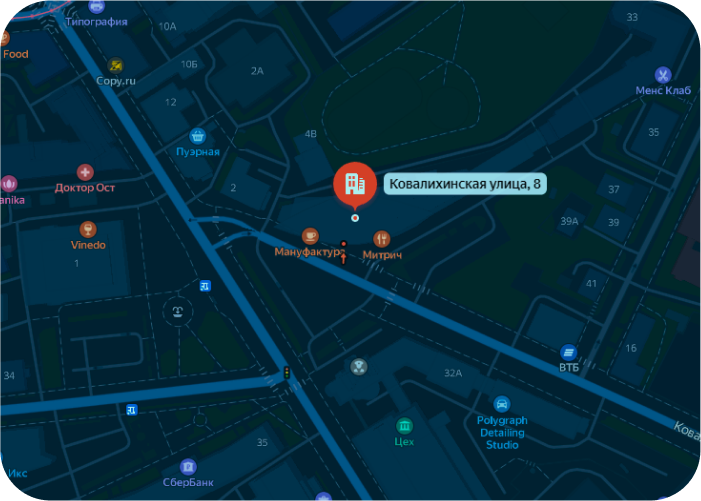 Типография
33
10А
Food
10Б
2А
Copy.ru
Менс Клаб
12
4В
35
Пуэрная
Доктор Ост
anika
2
Ковалихинская улица, 8
37
39А
39
Vinedo
Мануфактура
Митрич
1
41
16
ВТБ
34
32А
Polygraph
Detailing
Studio
Кова
Цех
35
Икс
СберБанк